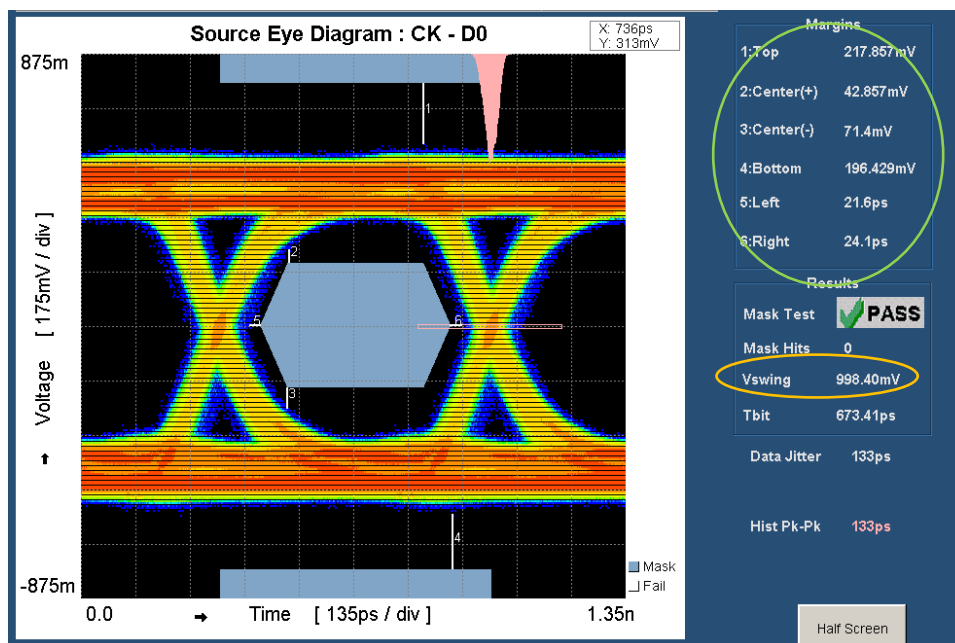 Source Eye Diagram : CK - D0
X: 736ps
Y: 313mV
875m
Voltage [ 175mV / div ]
-875m
1
2
3
4
5
6
Mask
Fail
0.0
Time [ 135ps / div ]
1.35n
Margins
1:Top 217.857mV
2:Center(+) 42.857mV
3:Center(-) 71.4mV
4:Bottom 196.429mV
5:Left 21.6ps
6:Right 24.1ps
Results
Mask Test PASS
Mask Hits 0
Vswing 998.40mV
Tbit 673.41ps
Data Jitter 133ps
Hist Pk-Pk 133ps
Half Screen